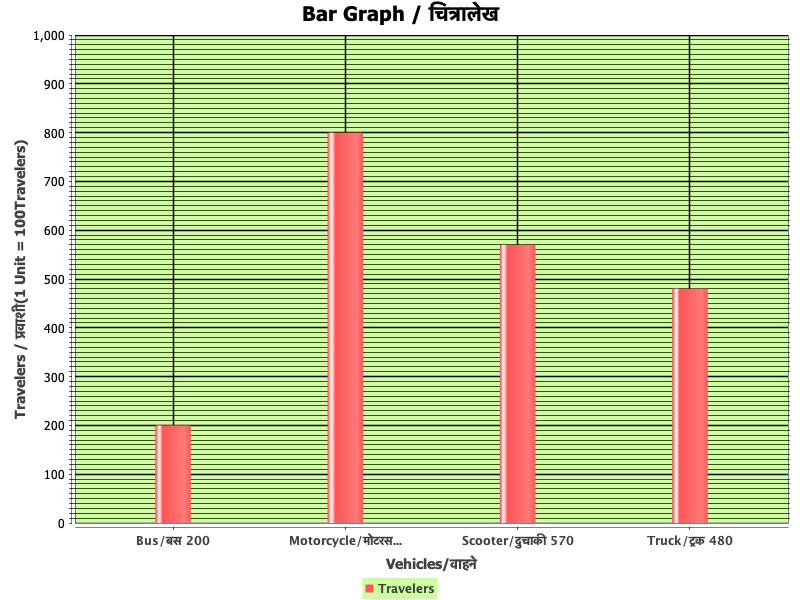 Bar Graph / चित्रालेख
Travelers / प्रवाशी(1 Unit = 100Travelers)
1,000
900
800
700
600
500
400
300
200
100
0
Bus/बस 200 Motorcycle/मोटरस... Scooter/दुचाकी 570 Truck/ट्रक 480
Vehicles/वाहने
Travelers